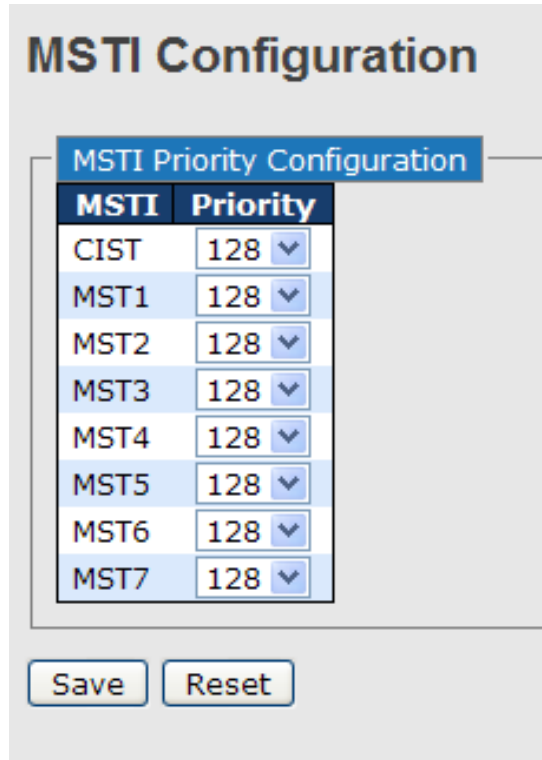 MSTI Configuration
MSTI Priority Configuration
MSTI Priority
CIST 128
MST1 128
MST2 128
MST3 128
MST4 128
MST5 128
MST6 128
MST7 128
Save Reset